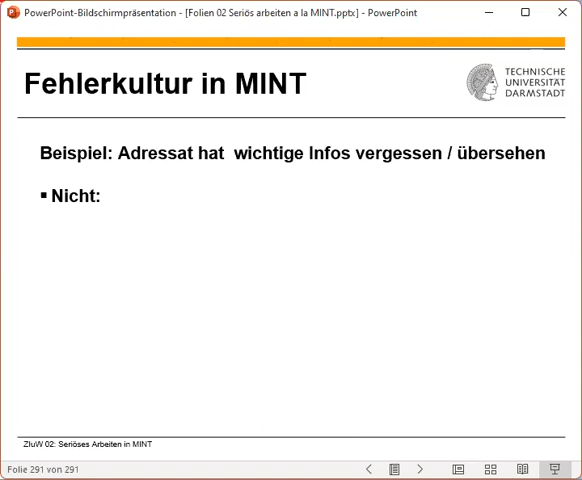 PowerPoint-Bildschirmpräsentation - [Folien 02 Seriös arbeiten a la MINT.pptx] - PowerPoint
Fehlerkultur in MINT
TECHNISCHE
UNIVERSITÄT
DARMSTADT
Beispiel: Adressat hat wichtige Infos vergessen / übersehen
▪ Nicht:
ZIuW 02: Seriöses Arbeiten in MINT
Folie 291 von 291